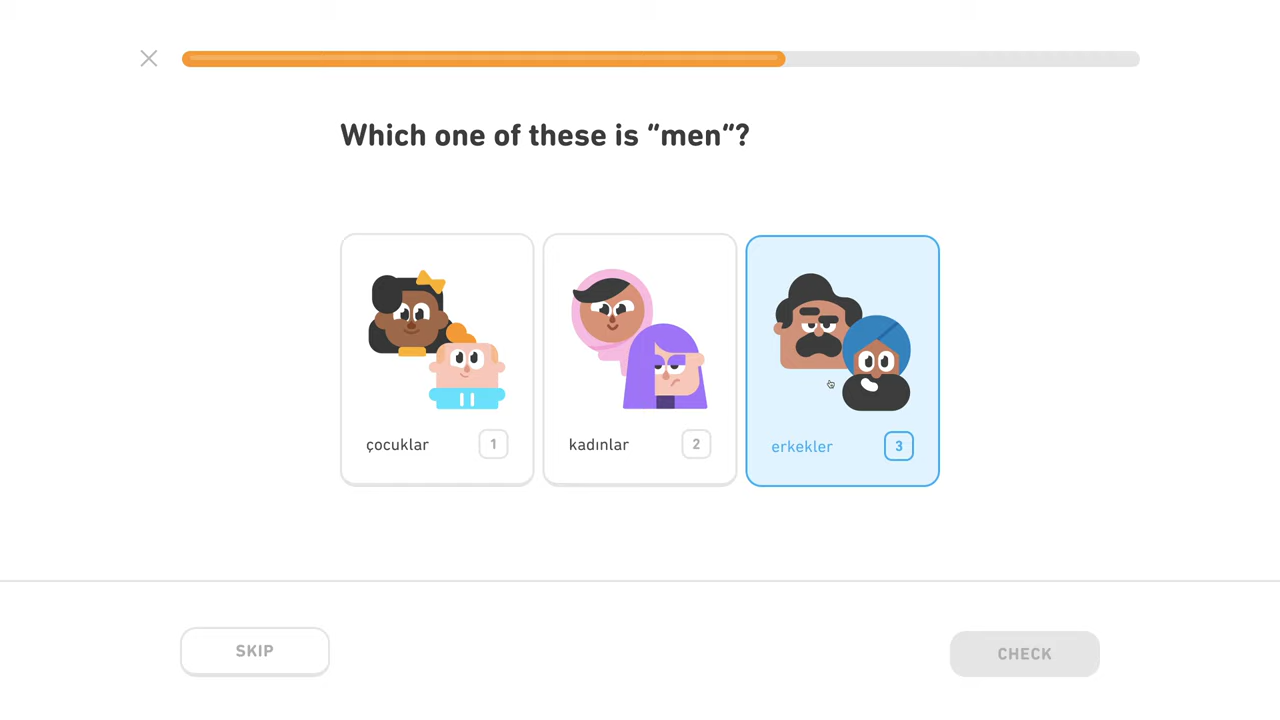 Which one of these is “men”?
çocuklar 1
kadınlar 2
erkekler 3
SKIP
CHECK